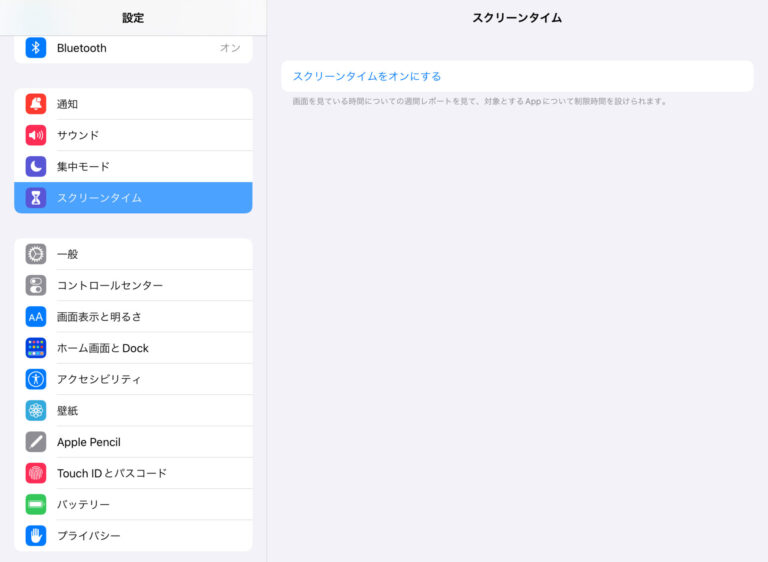 設定
Bluetooth オン
通知
サウンド
集中モード
スクリーンタイム
一般
コントロールセンター
画面表示と明るさ
ホーム画面とDock
アクセシビリティ
壁紙
Apple Pencil
Touch IDとパスコード
バッテリー
プライバシー
スクリーンタイム
スクリーンタイムをオンにする
画面を見ている時間についての週間レポートを見て、対象とするAppについて制限時間を設けられます。